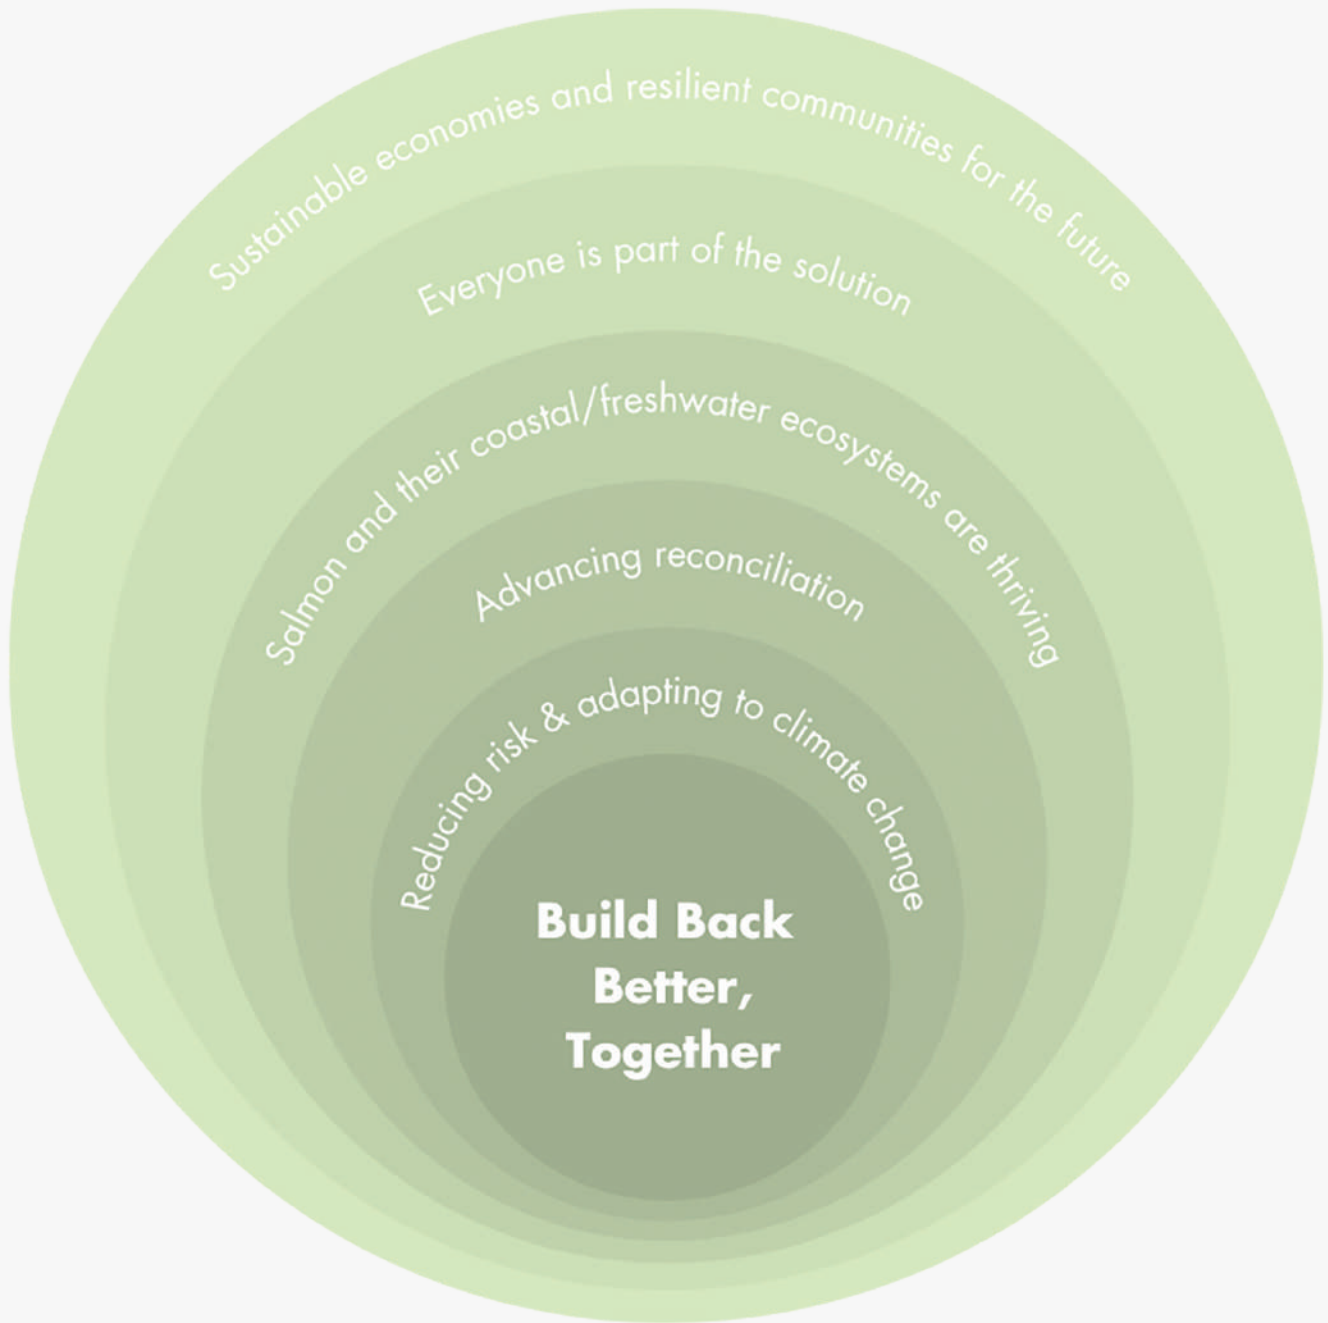 Sustainable economies and resilient communities for the future
Everyone is part of the solution
Salmon and their coastal/freshwater ecosystems are thriving
Advancing reconciliation
Reducing risk & adapting to climate change
Build Back
Better,
Together